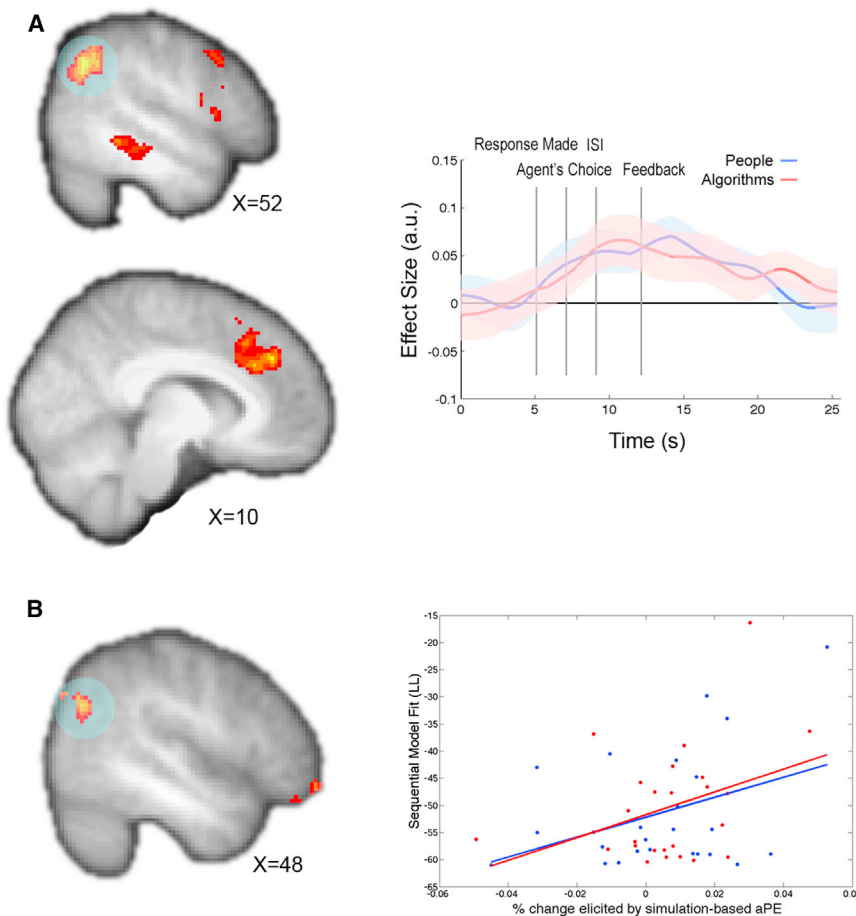 A
X=52
X=10
Response Made ISI
Agent's Choice Feedback
People
Algorithms
0.15
0.1
0.05
0
-0.05
-0.1
Effect Size (a.u.)
0 5 10 15 20 25
Time (s)
B
X=48
-15
-20
-25
-30
-35
-40
-45
-50
-55
-60
-65
Sequential Model Fit (LL)
-0.06 -0.04 -0.02 0 0.02 0.04 0.0
% change elicited by simulation-based aPE